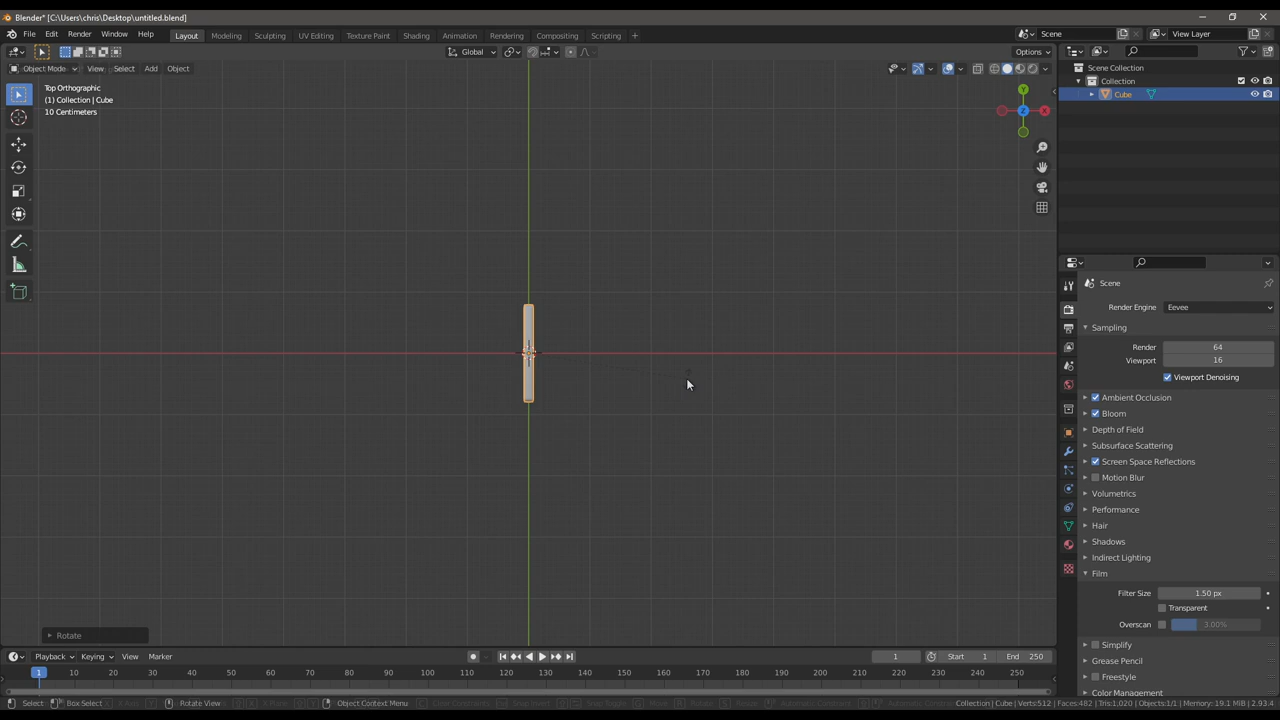 Blender* [C:\Users\chris\Desktop\untitled.blend]
File Edit Render Window Help Layout Modeling Sculpting UV Editing Texture Paint Shading Animation Rendering Compositing Scripting + Scene View Layer
Global Options
Object Mode View Select Add Object
Top Orthographic
(1) Collection | Cube
10 Centimeters
Y
Z
X
Rotate
Scene Collection
Collection
Cube
Scene
Render Engine Eevee
Sampling
Render 64
Viewport 16
Viewport Denoising
Ambient Occlusion
Bloom
Depth of Field
Subsurface Scattering
Screen Space Reflections
Motion Blur
Volumetrics
Performance
Hair
Shadows
Indirect Lighting
Film
Filter Size 1.50 px
Transparent
Overscan 3.00%
Simplify
Grease Pencil
Freestyle
Color Management
Playback Keying View Marker 1 Start 1 End 250
1 10 20 30 40 50 60 70 80 90 100 110 120 130 140 150 160 170 180 190 200 210 220 230 240 250
Select Box Select Rotate View Object Context Menu Collection | Cube | Verts:512 | Faces:482 | Tris:1,020 | Objects:1/1 | Memory: 19.1 MiB | 2.93.4